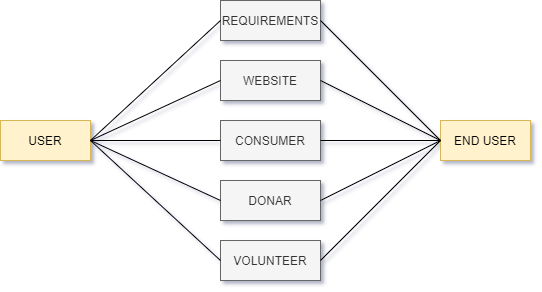 REQUIREMENTS
WEBSITE
USER
CONSUMER
END USER
DONAR
VOLUNTEER